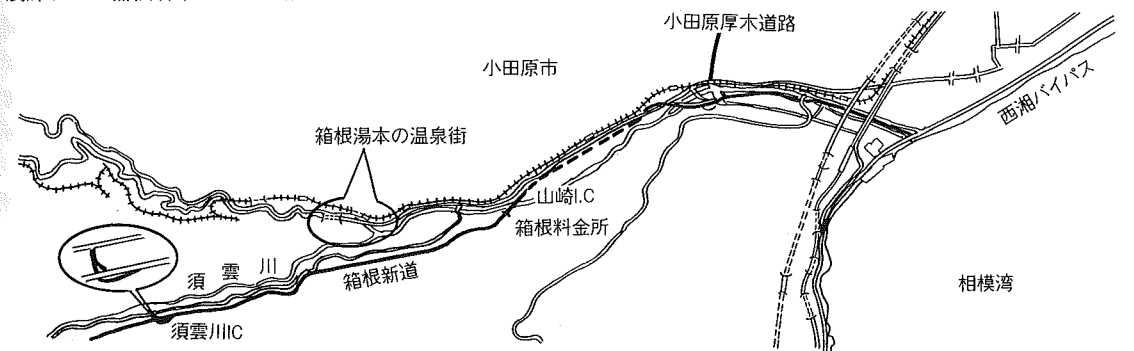 小田原厚木道路
小田原市
西湘バイパス
箱根湯本の温泉街
山崎I.C
箱根料金所
須雲川
箱根新道
相模湾
須雲川IC